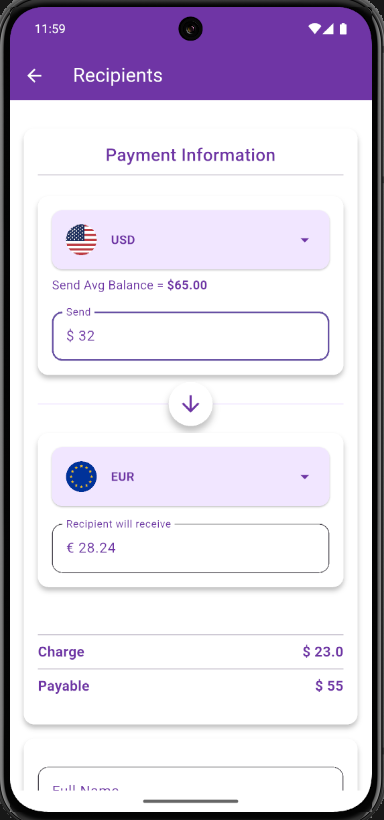 11:59
Recipients
Payment Information
USD
Send Avg Balance = $65.00
Send
$ 32
EUR
Recipient will receive
€ 28.24
Charge $ 23.0
Payable $ 55
Full Name